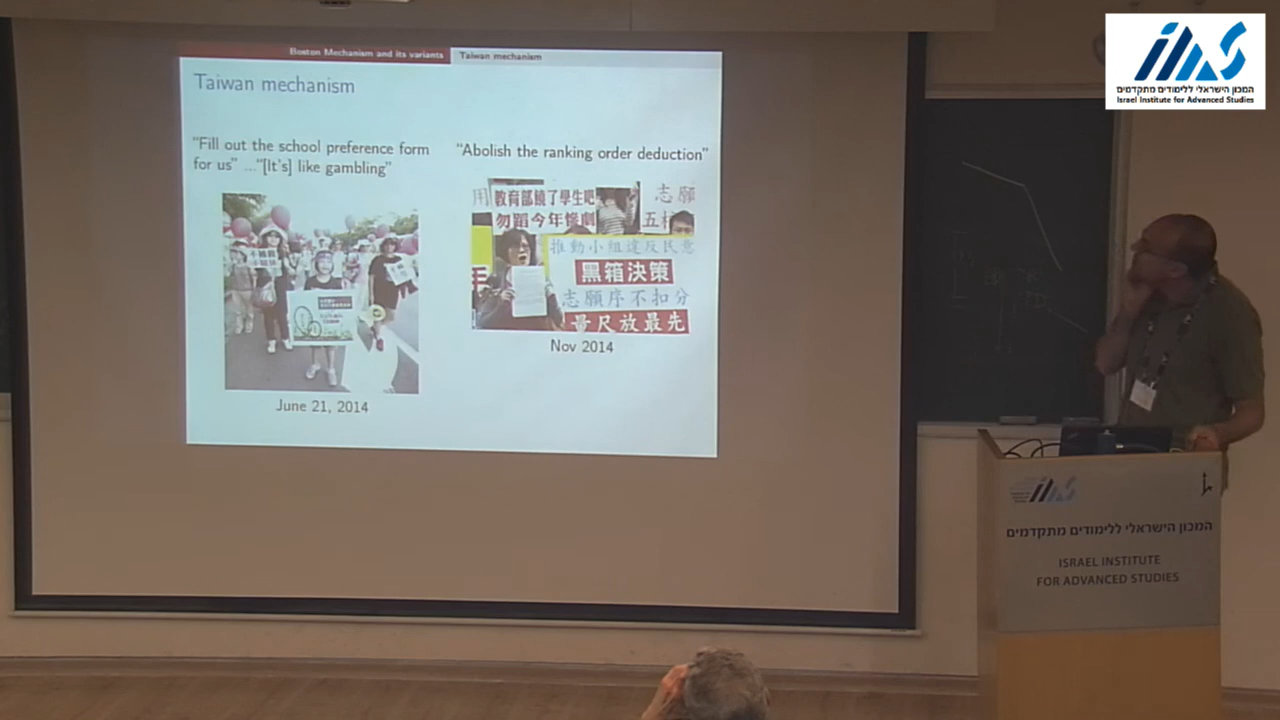 Boston Mechanism and its variants
Taiwan mechanism
Taiwan mechanism
"Fill out the school preference form
for us" ..."[It's] like gambling"
June 21, 2014
"Abolish the ranking order deduction"
用 教育部饒了學生吧 志願
勿蹈今年慘劇 五
推動小組違反民意
黑箱決策
志願序不扣分
量尺放最先
Nov 2014
המכון הישראלי ללימודים מתקדמים
Israel Institute for Advanced Studies
המכון הישראלי ללימודים מתקדמים
ISRAEL INSTITUTE
FOR ADVANCED STUDIES